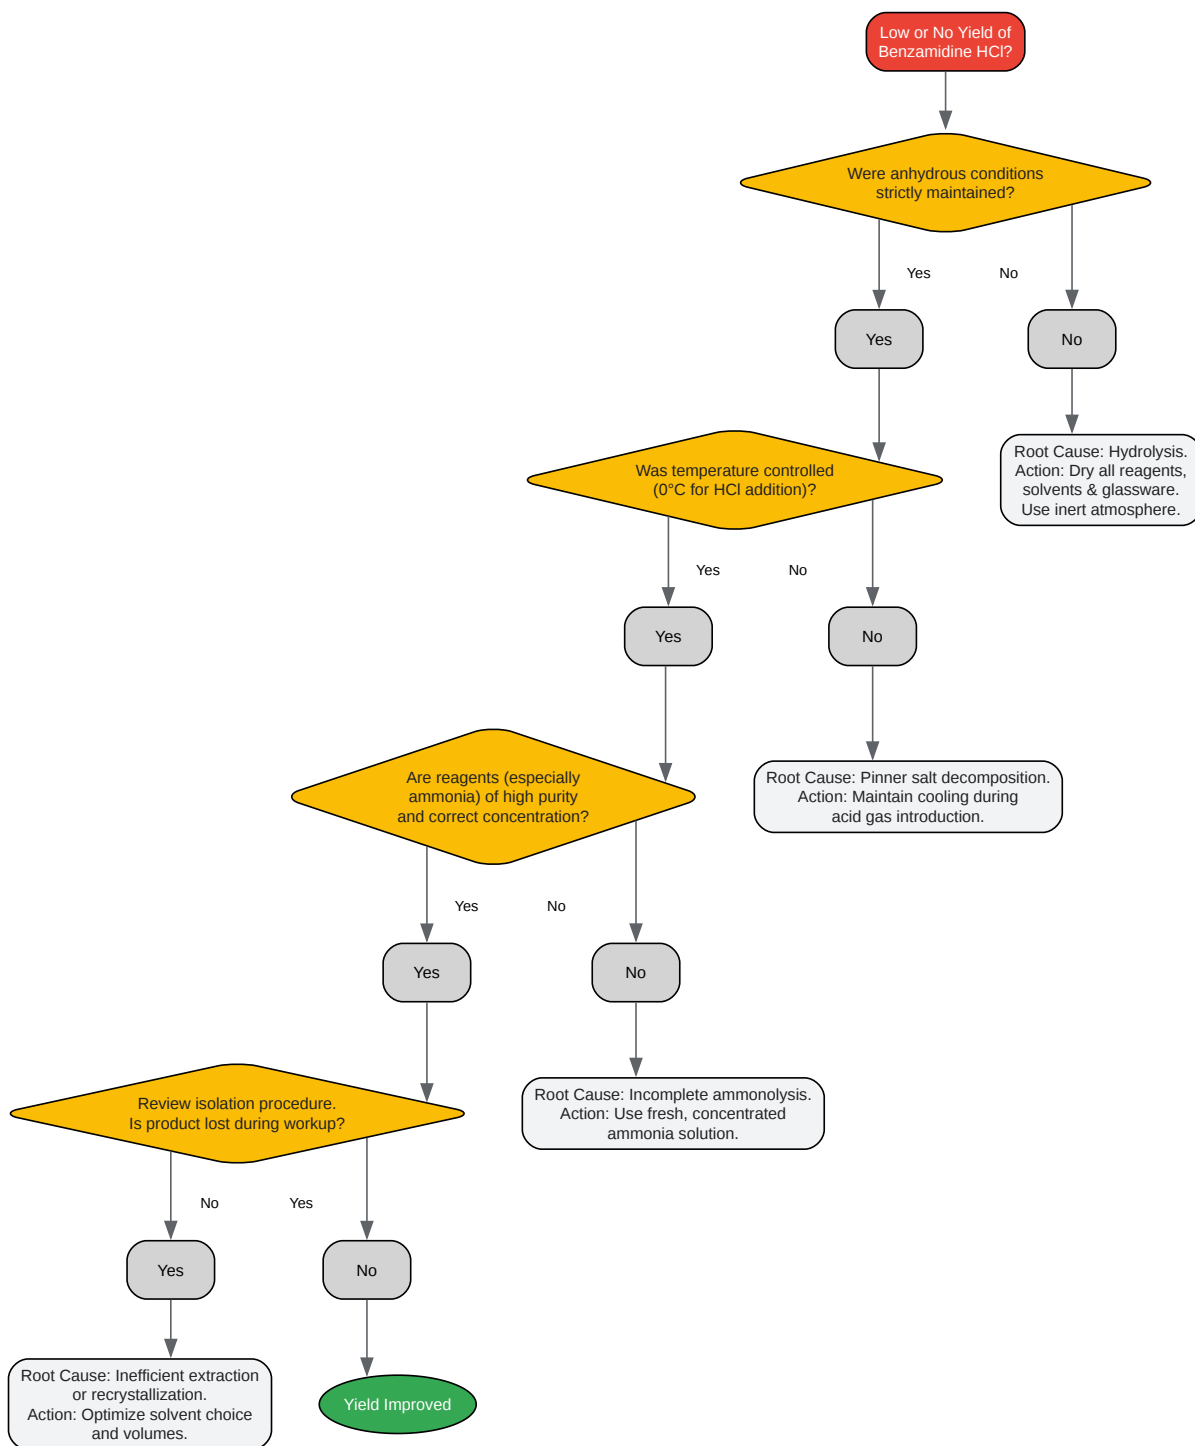 Low or No Yield of
Benzamidine HCl?
Were anhydrous conditions
strictly maintained?
Yes
No
Yes
No
Root Cause: Hydrolysis.
Action: Dry all reagents,
solvents & glassware.
Use inert atmosphere.
Was temperature controlled
(0°C for HCl addition)?
Yes
No
Yes
No
Root Cause: Pinner salt decomposition.
Action: Maintain cooling during
acid gas introduction.
Are reagents (especially
ammonia) of high purity
and correct concentration?
Yes
No
Yes
No
Root Cause: Incomplete ammonolysis.
Action: Use fresh, concentrated
ammonia solution.
Review isolation procedure.
Is product lost during workup?
No
Yes
Yes
No
Root Cause: Inefficient extraction
or recrystallization.
Action: Optimize solvent choice
and volumes.
Yield Improved